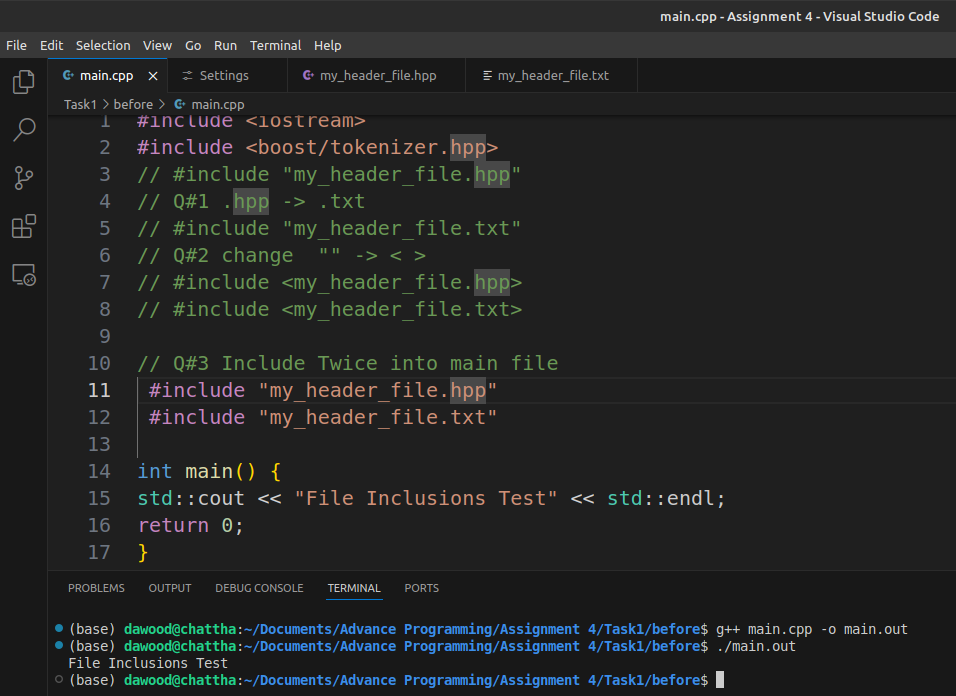 main.cpp - Assignment 4 - Visual Studio Code
File Edit Selection View Go Run Terminal Help
main.cpp Settings my_header_file.hpp my_header_file.txt
Task1 > before > main.cpp
1 #include <iostream>
2 #include <boost/tokenizer.hpp>
3 // #include "my_header_file.hpp"
4 // Q#1 .hpp -> .txt
5 // #include "my_header_file.txt"
6 // Q#2 change  "" -> < >
7 // #include <my_header_file.hpp>
8 // #include <my_header_file.txt>
9
10 // Q#3 Include Twice into main file
11 #include "my_header_file.hpp"
12 #include "my_header_file.txt"
13
14 int main() {
15 std::cout << "File Inclusions Test" << std::endl;
16 return 0;
17 }
PROBLEMS OUTPUT DEBUG CONSOLE TERMINAL PORTS
(base) dawood@chattha:~/Documents/Advance Programming/Assignment 4/Task1/before$ g++ main.cpp -o main.out
(base) dawood@chattha:~/Documents/Advance Programming/Assignment 4/Task1/before$ ./main.out
File Inclusions Test
(base) dawood@chattha:~/Documents/Advance Programming/Assignment 4/Task1/before$